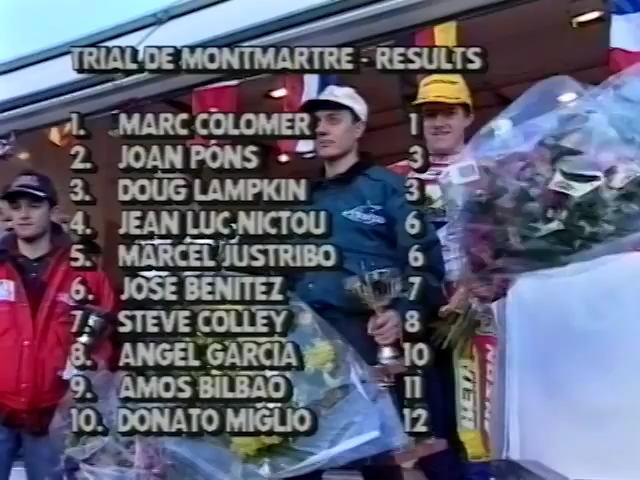 TRIAL DE MONTMARTRE - RESULTS
1. MARC COLOMER 1
2. JOAN PONS 3
3. DOUG LAMPKIN 3
4. JEAN LUC NICTOU 6
5. MARCEL JUSTRIBO 6
6. JOSE BENITEZ 7
7. STEVE COLLEY 8
8. ANGEL GARCIA 10
9. AMOS BILBAO 11
10. DONATO MIGLIO 12
BETA